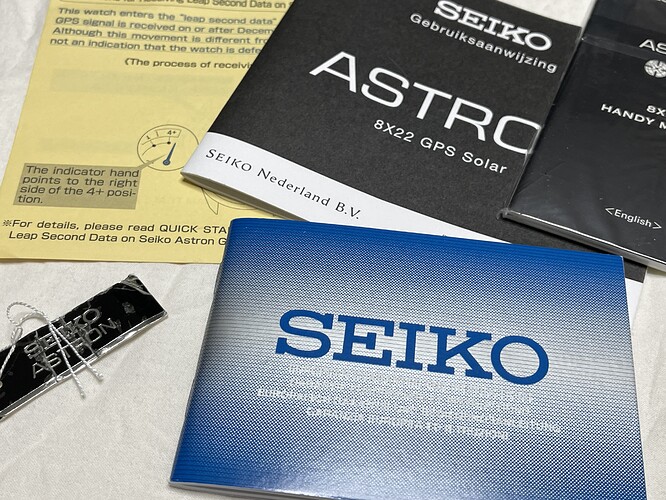 This watch enters the "leap second data"
GPS signal is received on or after Decem
Although this movement is different fro
not an indication that the watch is defe
(The process of receivin
4+
The indicator hand
points to the right
side of the 4+ posi-
tion.
※For details, please read QUICK STA
Leap Second Data on Seiko Astron G
SEIKO
Gebruiksaanwijzing
ASTRO
8X22 GPS Solar
SEIKO Nederland B.V.
AS
8X
HANDY M
<English>
SEIKO
ASTRON
SEIKO